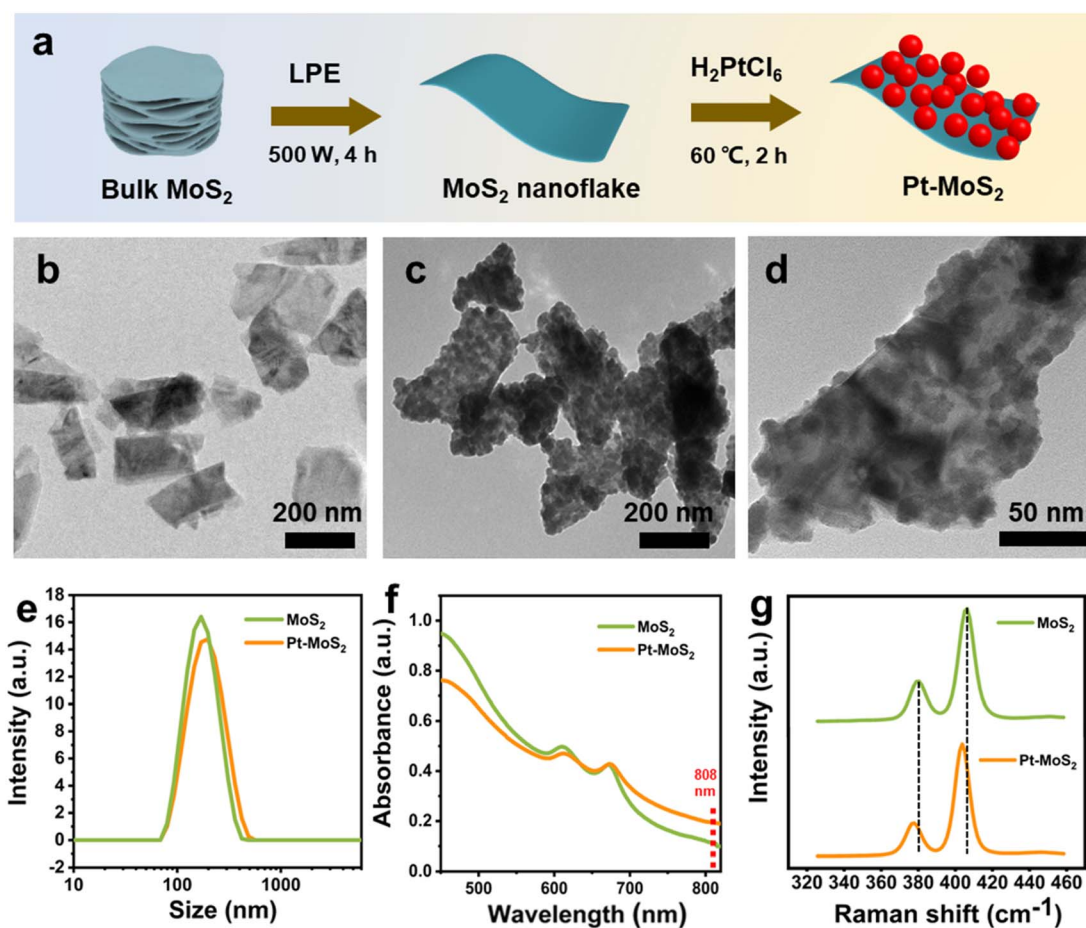 a
LPE
500 W, 4 h
H₂PtCl₆
60 ℃, 2 h
Bulk MoS₂
MoS₂ nanoflake
Pt-MoS₂
b
200 nm
c
200 nm
d
50 nm
e
Intensity (a.u.)
18
16
14
12
10
8
6
4
2
0
-2
MoS₂
Pt-MoS₂
10
100
1000
Size (nm)
f
Absorbance (a.u.)
1.0
0.8
0.6
0.4
0.2
0.0
MoS₂
Pt-MoS₂
808
nm
500
600
700
800
Wavelength (nm)
g
Intensity (a.u.)
MoS₂
Pt-MoS₂
320
340
360
380
400
420
440
460
Raman shift (cm⁻¹)